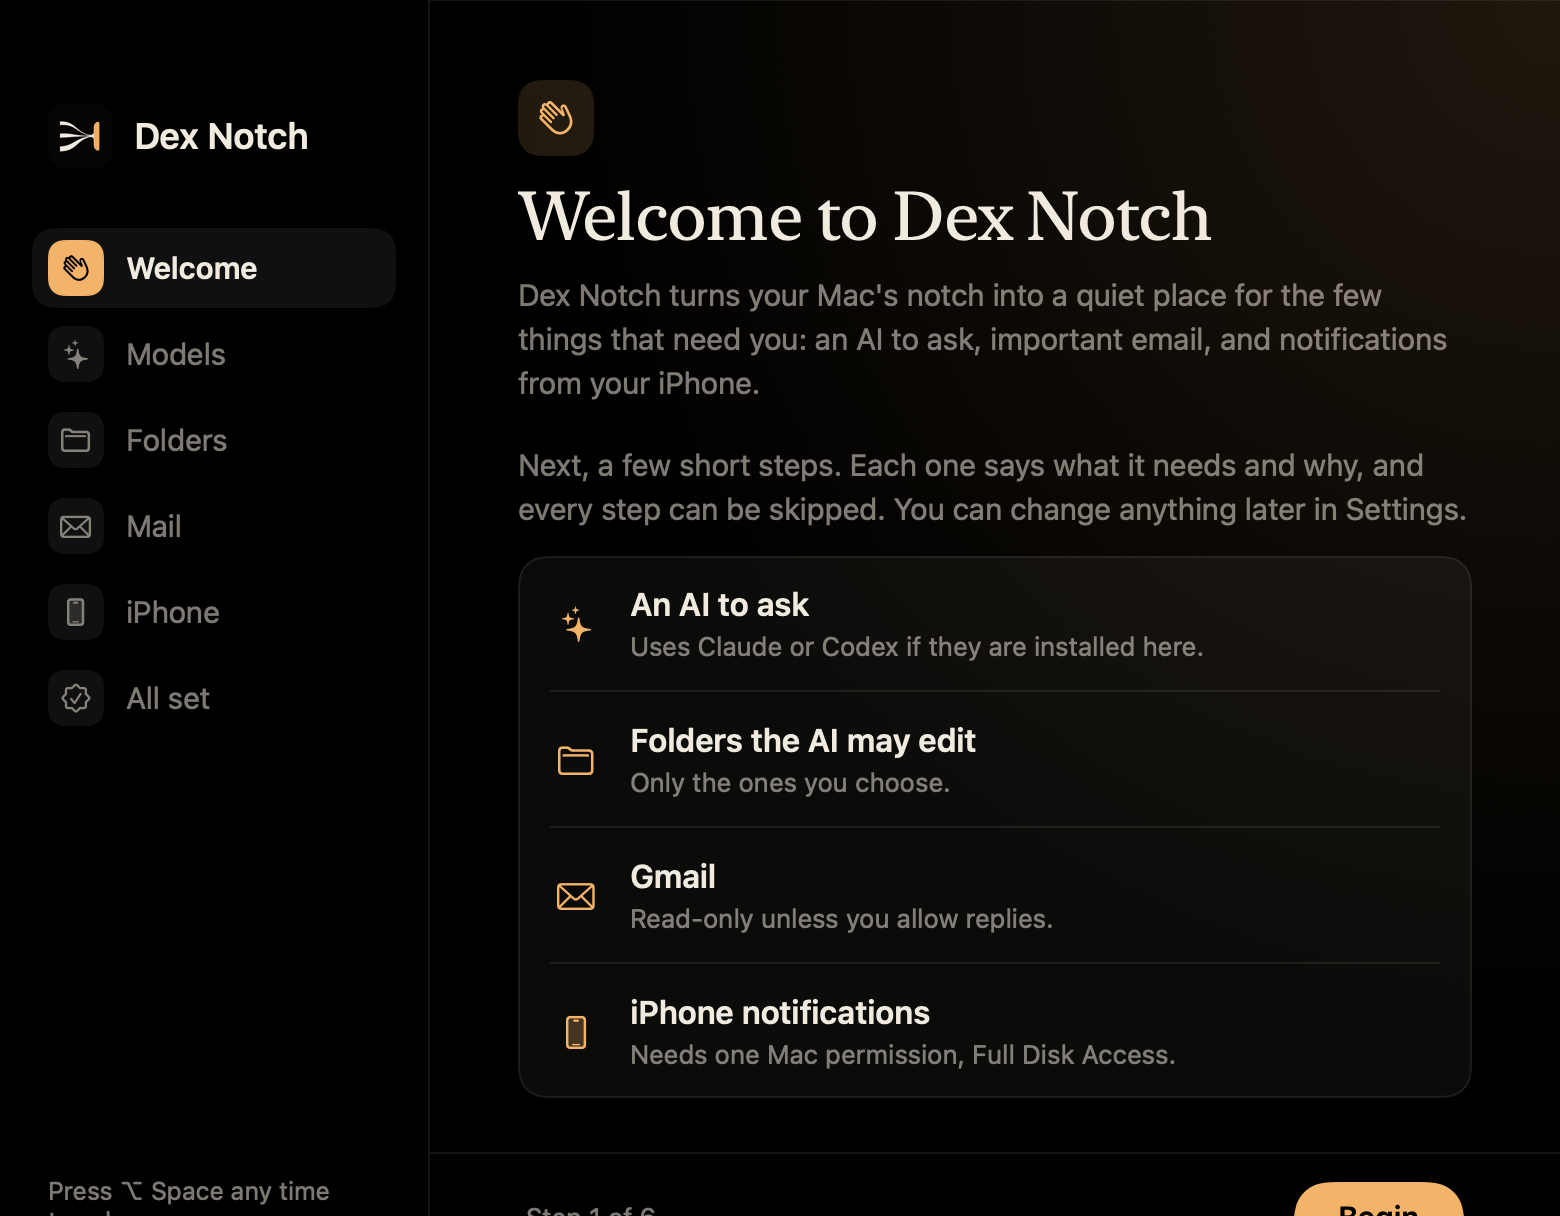 Dex Notch
Welcome
Models
Folders
Mail
iPhone
All set
Press ⌥ Space any time
Welcome to Dex Notch
Dex Notch turns your Mac's notch into a quiet place for the few
things that need you: an AI to ask, important email, and notifications
from your iPhone.
Next, a few short steps. Each one says what it needs and why, and
every step can be skipped. You can change anything later in Settings.
An AI to ask
Uses Claude or Codex if they are installed here.
Folders the AI may edit
Only the ones you choose.
Gmail
Read-only unless you allow replies.
iPhone notifications
Needs one Mac permission, Full Disk Access.
Step 1 of 6
Begin